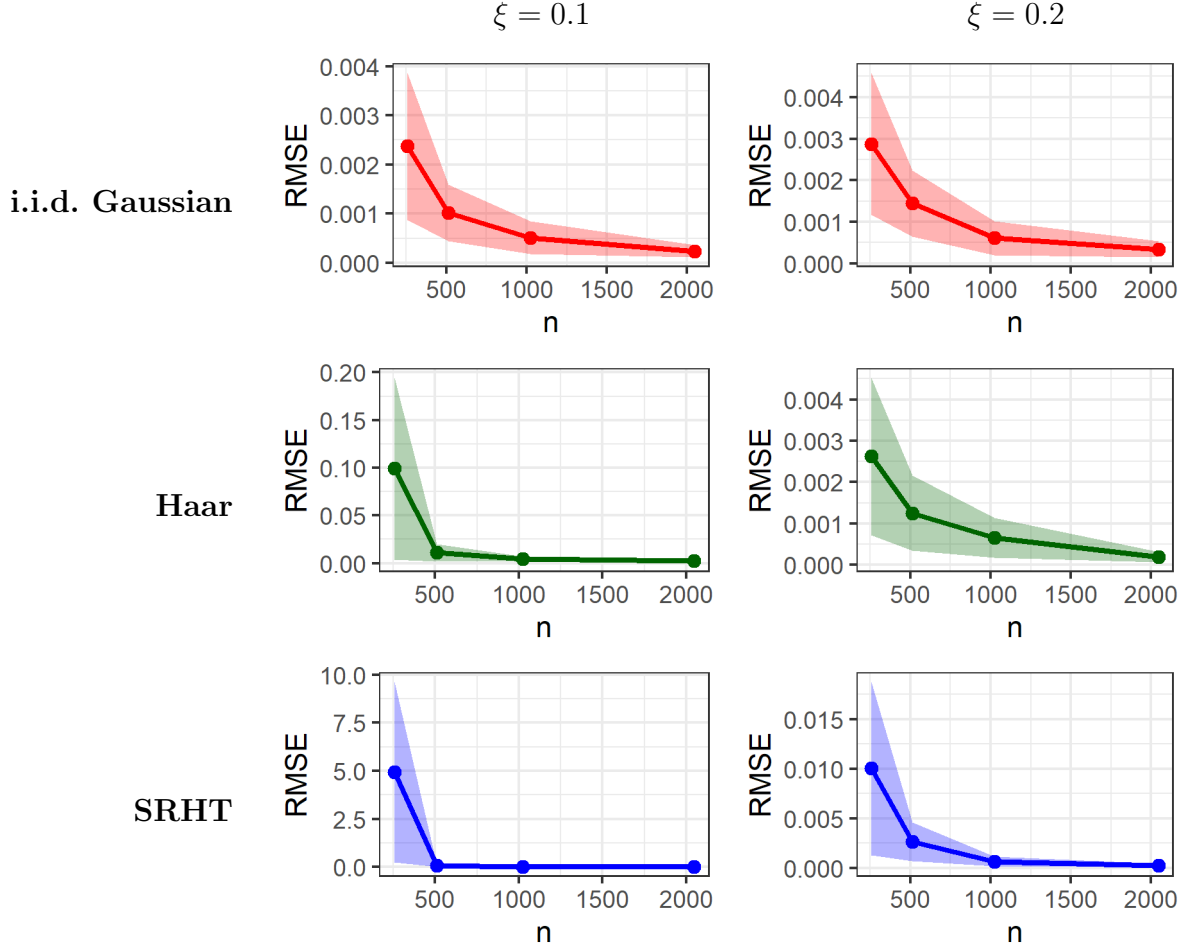 ξ = 0.1
ξ = 0.2
i.i.d. Gaussian
RMSE
0.004
0.003
0.002
0.001
0.000
500 1000 1500 2000
n
RMSE
0.004
0.003
0.002
0.001
0.000
500 1000 1500 2000
n
Haar
RMSE
0.20
0.15
0.10
0.05
0.00
500 1000 1500 2000
n
RMSE
0.004
0.003
0.002
0.001
0.000
500 1000 1500 2000
n
SRHT
RMSE
10.0
7.5
5.0
2.5
0.0
500 1000 1500 2000
n
RMSE
0.015
0.010
0.005
0.000
500 1000 1500 2000
n